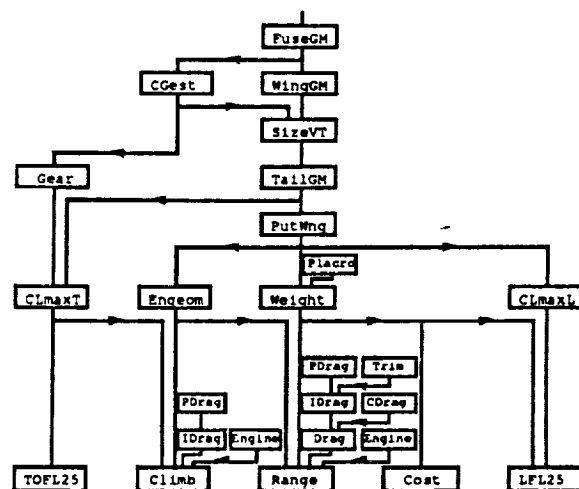 FuseGM
CGest
WingGM
SizeVT
Gear
TailGM
PutWng
Placrd
CLmaxT
Engeom
Weight
CLmaxL
PDrag
Trim
PDrag
IDrag
CDrag
IDrag
Engine
Drag
Engine
TOFL25
Climb
Range
Cost
LFL25